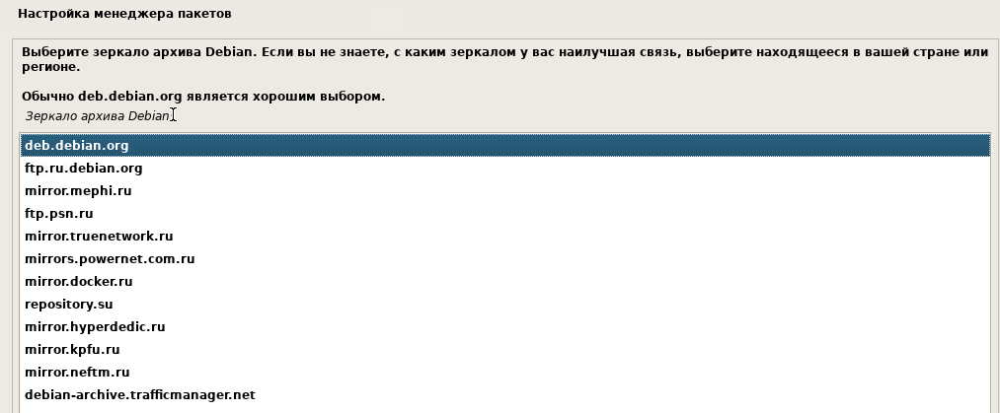 Настройка менеджера пакетов
Выберите зеркало архива Debian. Если вы не знаете, с каким зеркалом у вас наилучшая связь, выберите находящееся в вашей стране или
регионе.
Обычно deb.debian.org является хорошим выбором.
Зеркало архива Debian:
deb.debian.org
ftp.ru.debian.org
mirror.mephi.ru
ftp.psn.ru
mirror.truenetwork.ru
mirrors.powernet.com.ru
mirror.docker.ru
repository.su
mirror.hyperdedic.ru
mirror.kpfu.ru
mirror.neftm.ru
debian-archive.trafficmanager.net